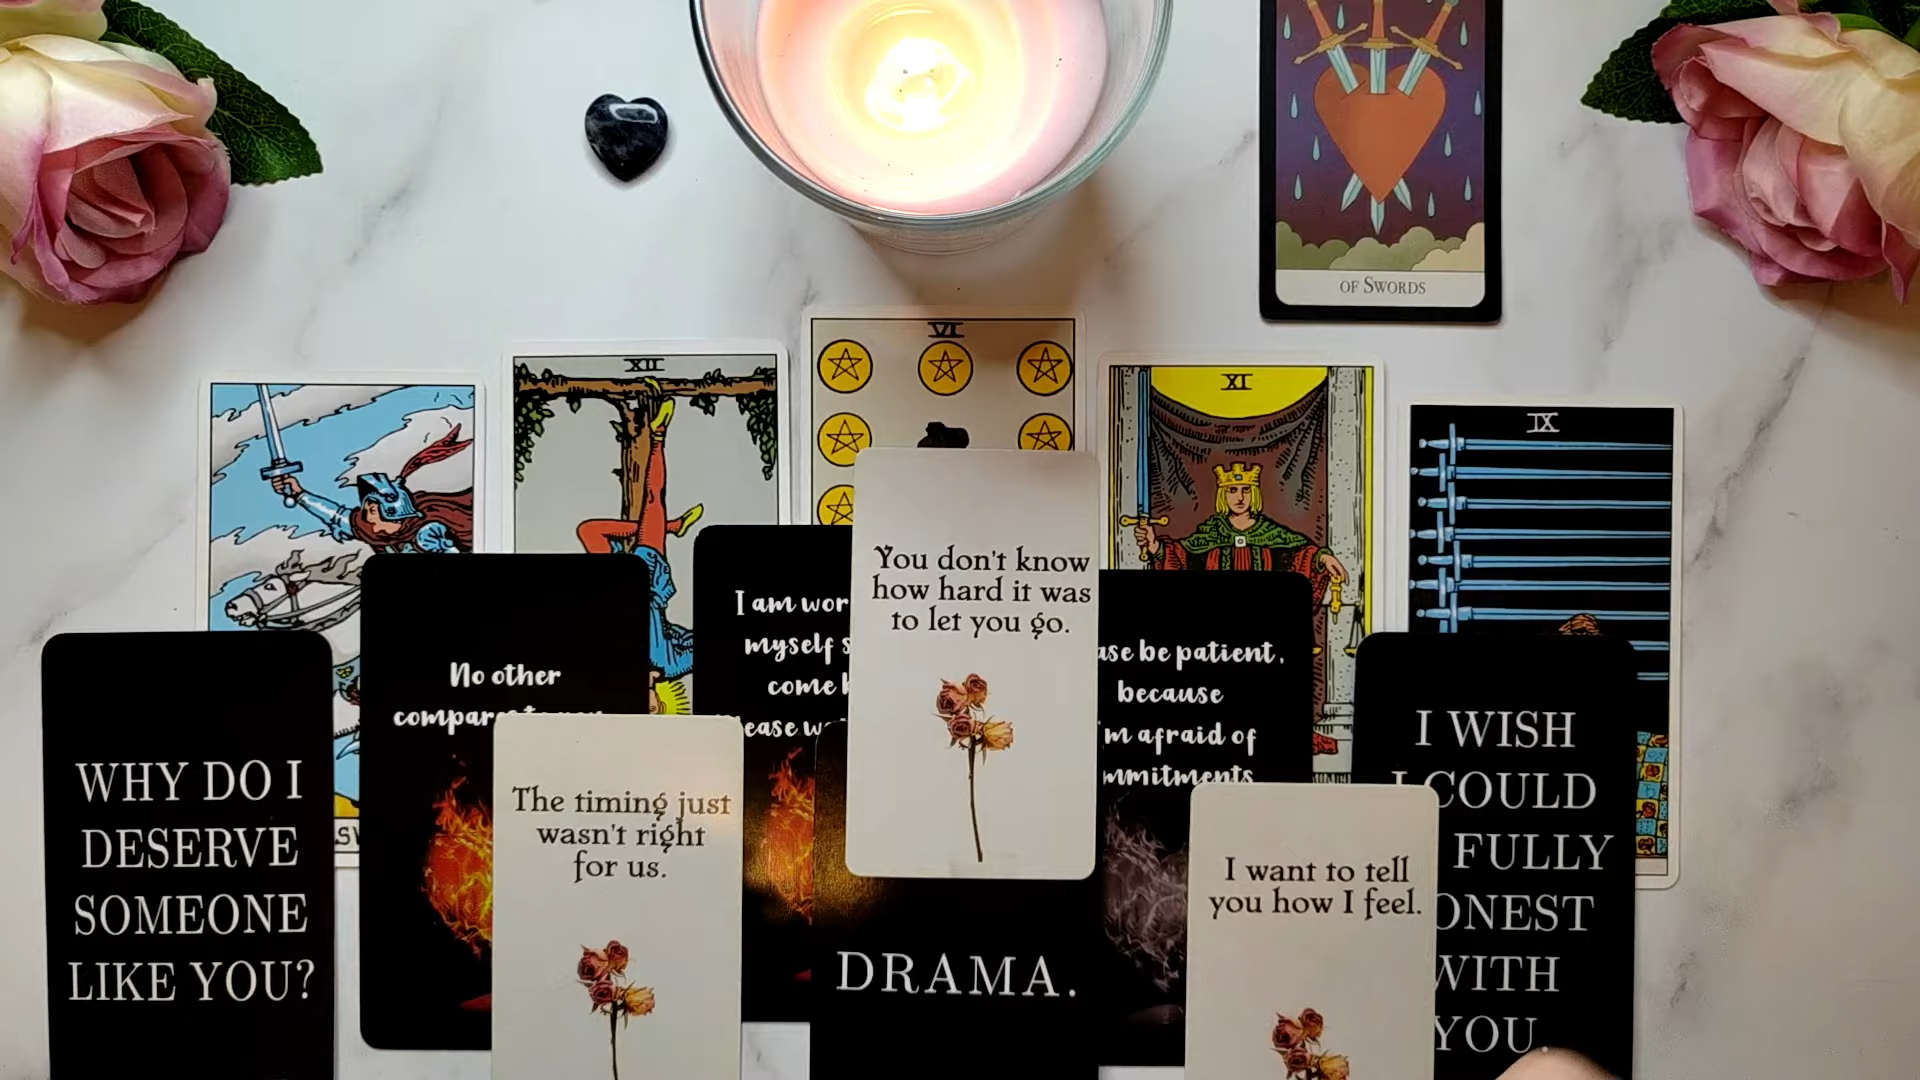 OF SWORDS
VI
XII
XI
IX
You don't know
how hard it was
to let you go.
I am
myself
come
ease
No other
be patient,
because
afraid of
I WISH
I COULD
FULLY
WITH
YOU.
WHY DO I
DESERVE
SOMEONE
LIKE YOU?
The timing just
wasn't right
for us.
I want to tell
you how I feel.
DRAMA.